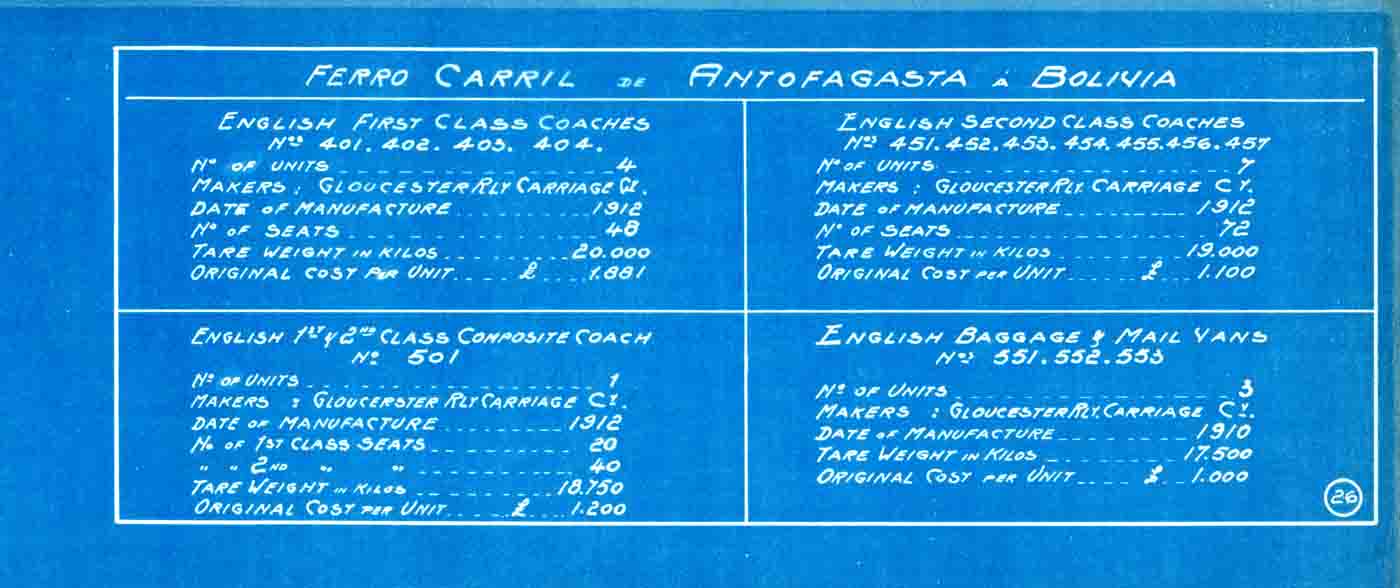 FERRO CARRIL DE ANTOFAGASTA Á BOLIVIA
ENGLISH FIRST CLASS COACHES
Nºs 401. 402. 403. 404.
Nº OF UNITS 4
MAKERS : GLOUCESTER RLY CARRIAGE CY.
DATE OF MANUFACTURE 1912
Nº OF SEATS 48
TARE WEIGHT IN KILOS 20.000
ORIGINAL COST PER UNIT £ 1.881
ENGLISH SECOND CLASS COACHES
Nºs 451. 452. 453. 454. 455. 456. 457
Nº OF UNITS 7
MAKERS : GLOUCESTER RLY. CARRIAGE CY.
DATE OF MANUFACTURE 1912
Nº OF SEATS 72
TARE WEIGHT IN KILOS 19.000
ORIGINAL COST PER UNIT £ 1.100
ENGLISH 1ST Y 2ND CLASS COMPOSITE COACH
Nº 501
Nº OF UNITS 1
MAKERS : GLOUCERSTER RLY CARRIAGE CY.
DATE OF MANUFACTURE 1912
Nº OF 1ST CLASS SEATS 20
" " 2ND " " 40
TARE WEIGHT IN KILOS 18.750
ORIGINAL COST PER UNIT £ 1.200
ENGLISH BAGGAGE & MAIL VANS
Nºs 551. 552. 553
Nº OF UNITS 3
MAKERS : GLOUCESTER RLY. CARRIAGE CY.
DATE OF MANUFACTURE 1910
TARE WEIGHT IN KILOS 17.500
ORIGINAL COST PER UNIT £ 1.000
26